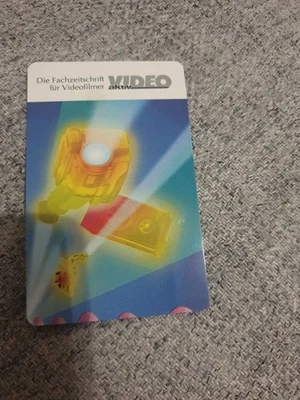 Die Fachzeitschrift
für Videofilmer
VIDEO
aktiv